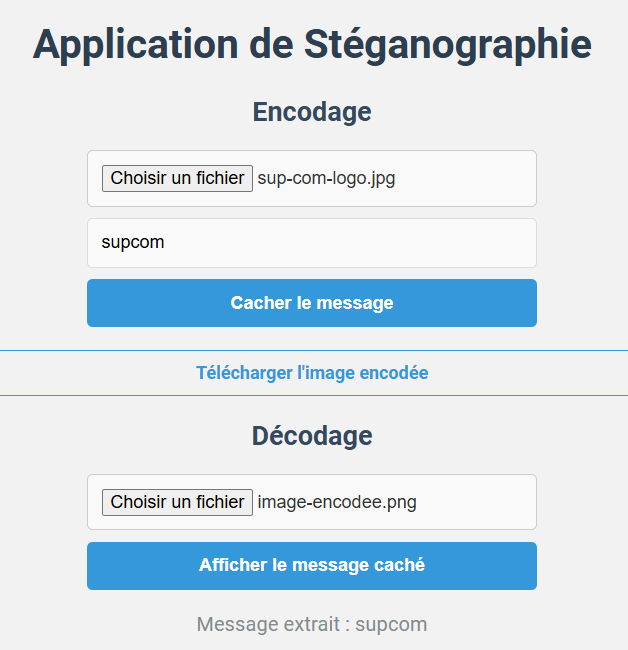 Application de Stéganographie
Encodage
Choisir un fichier sup-com-logo.jpg
supcom
Cacher le message
Télécharger l'image encodée
Décodage
Choisir un fichier image-encodee.png
Afficher le message caché
Message extrait : supcom